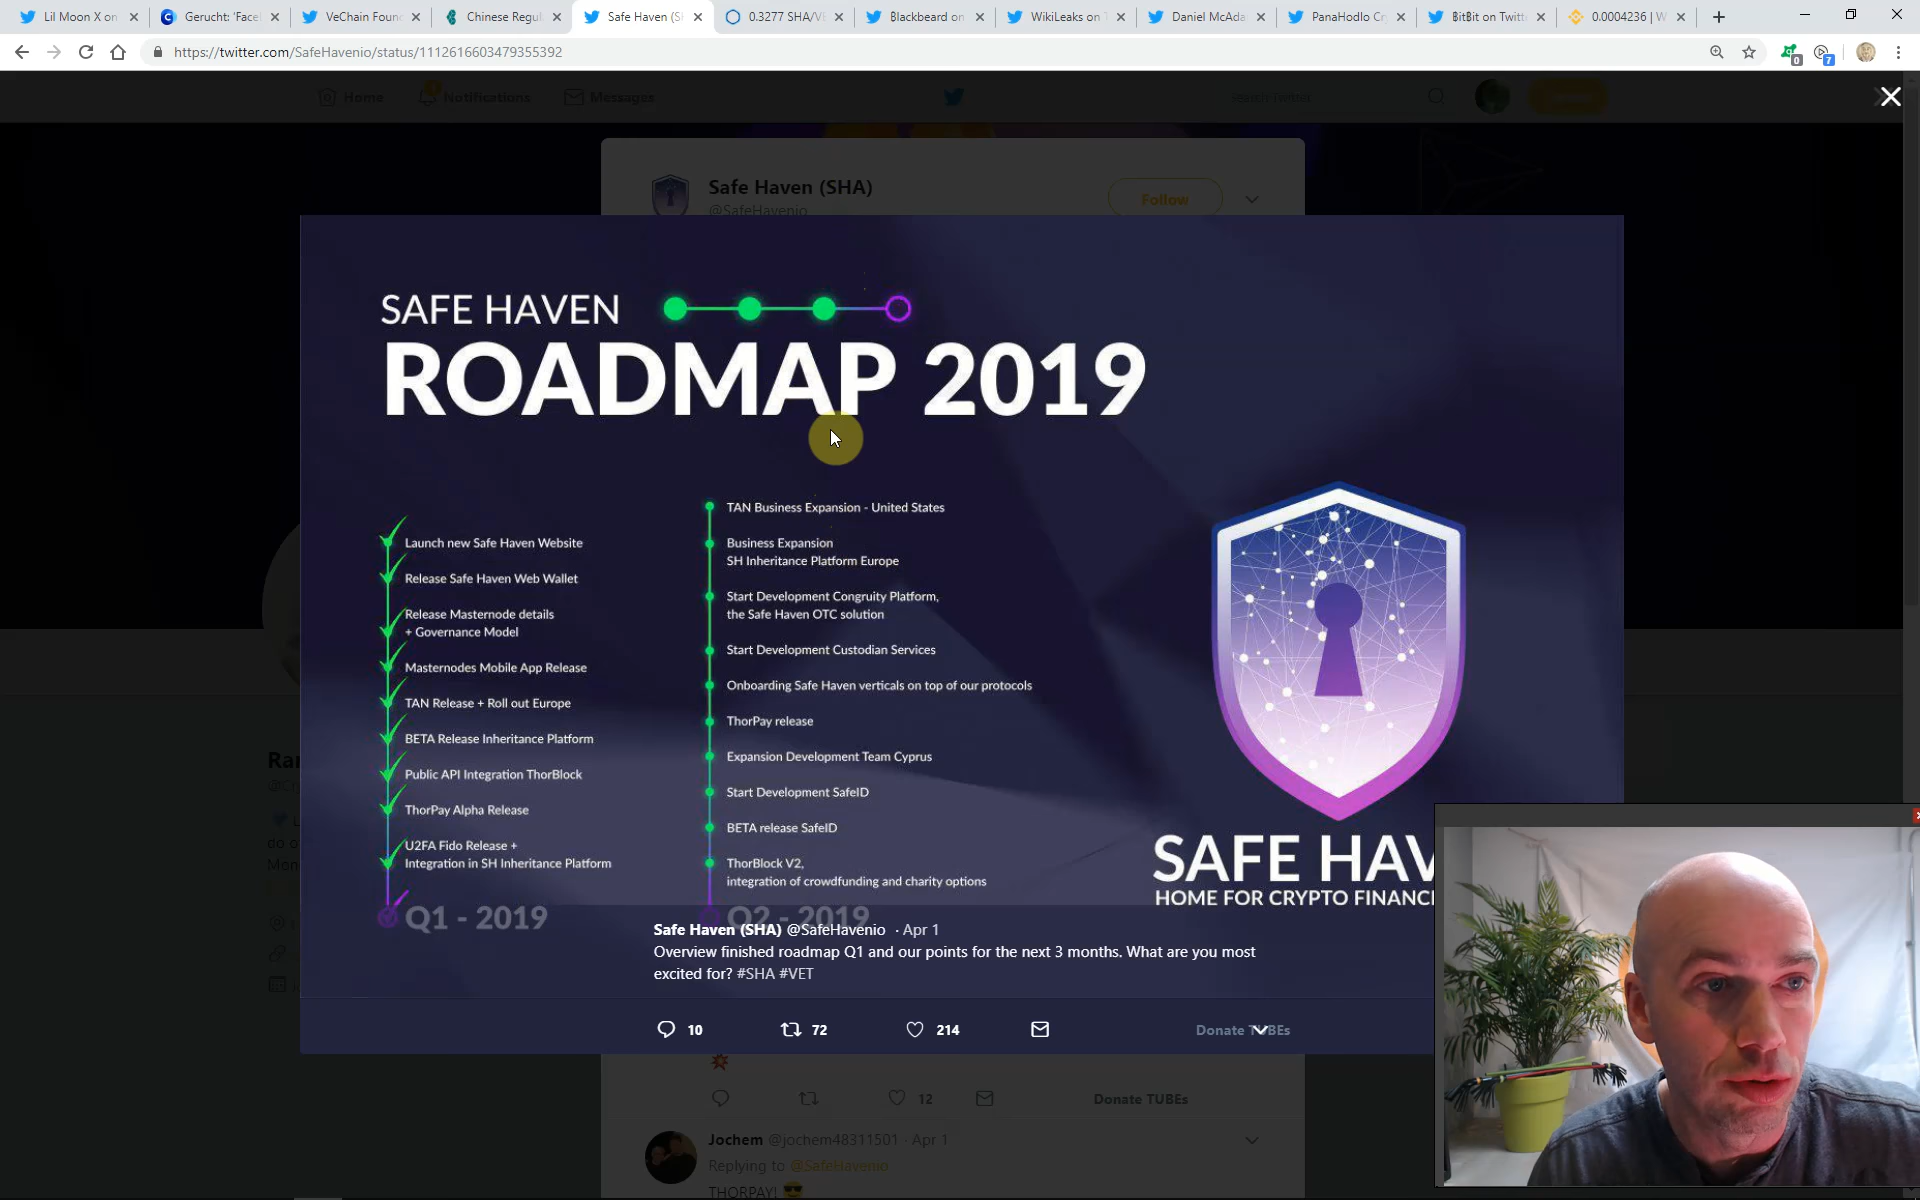 Lil Moon X on
Gerucht: 'Face
VeChain Foun
Chinese Regul
Safe Haven (S
0.3277 SHA/V
Blackbeard on
WikiLeaks on T
Daniel McAda
PanaHodlo Cr
BitBit on Twitt
0.0004236 | W
https://twitter.com/SafeHavenio/status/1112616603479355392
0
7
Home
Notifications
Messages
Safe Haven (SHA)
@SafeHavenio
Follow
SAFE HAVEN
ROADMAP 2019
Launch new Safe Haven Website
Release Safe Haven Web Wallet
Release Masternode details
+ Governance Model
Masternodes Mobile App Release
TAN Release + Roll out Europe
BETA Release Inheritance Platform
Public API Integration ThorBlock
ThorPay Alpha Release
U2FA Fido Release +
Integration in SH Inheritance Platform
Q1 - 2019
TAN Business Expansion - United States
Business Expansion
SH Inheritance Platform Europe
Start Development Congruity Platform,
the Safe Haven OTC solution
Start Development Custodian Services
Onboarding Safe Haven verticals on top of our protocols
ThorPay release
Expansion Development Team Cyprus
Start Development SafeID
BETA release SafeID
ThorBlock V2,
integration of crowdfunding and charity options
Q2 - 2019
SAFE HAV
HOME FOR CRYPTO FINANC
Safe Haven (SHA) @SafeHavenio · Apr 1
Overview finished roadmap Q1 and our points for the next 3 months. What are you most
excited for? #SHA #VET
10
72
214
Donate TUBEs
12
Donate TUBEs
Jochem @jochem48311501 · Apr 1
Replying to @SafeHavenio
THORPAY!